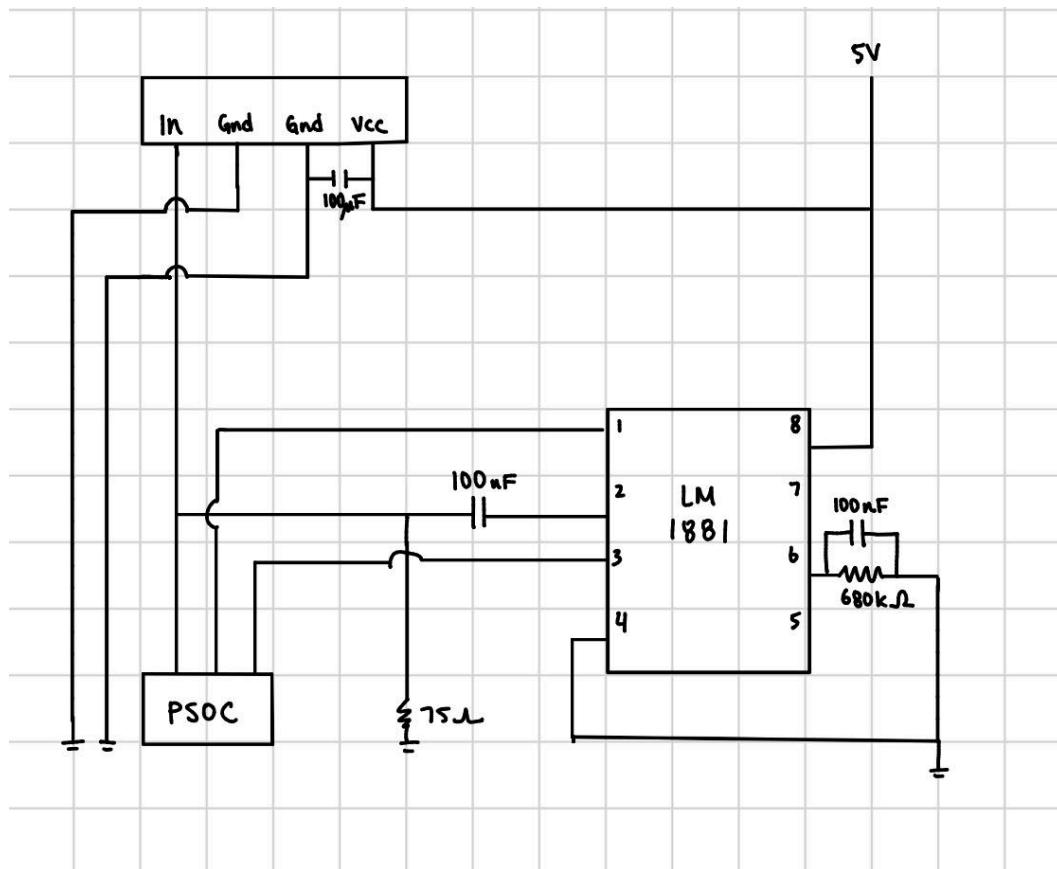 5V
In Gnd Gnd Vcc
100µF
1 8
100nF
2 7
LM
1881
100nF
3 6
680kΩ
4 5
PSOC
75Ω